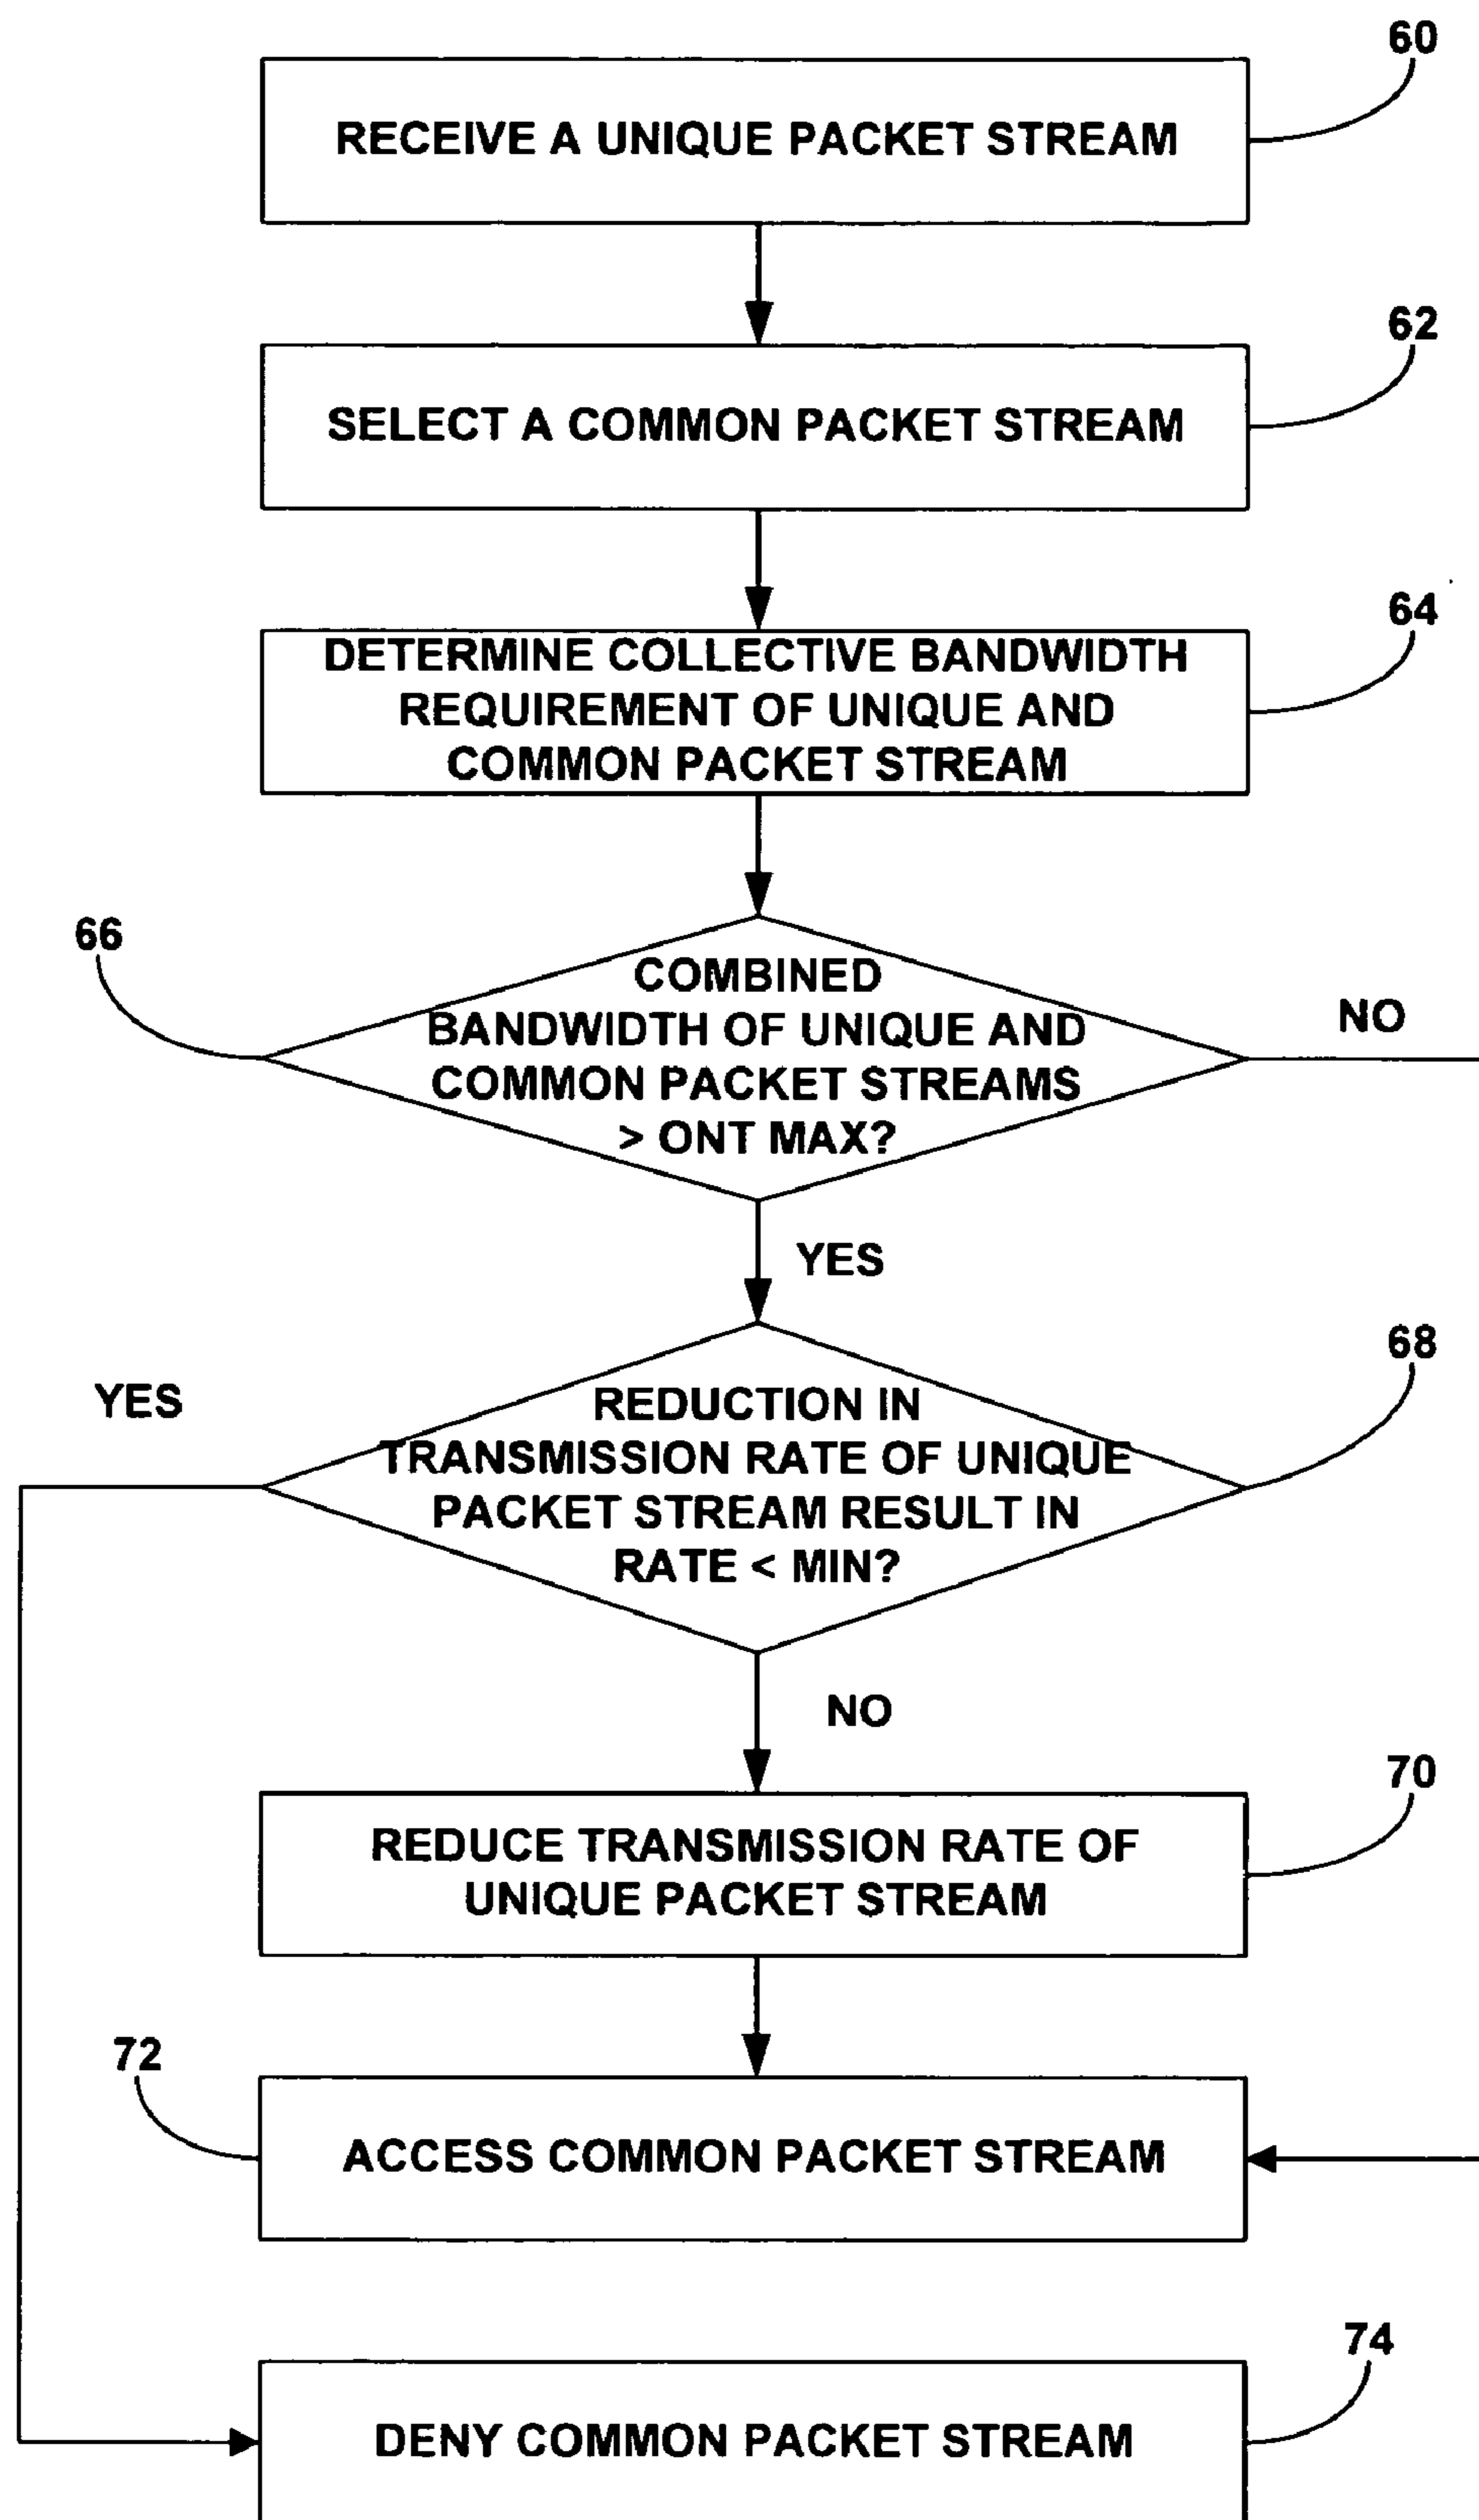 60
RECEIVE A UNIQUE PACKET STREAM
62
SELECT A COMMON PACKET STREAM
64
DETERMINE COLLECTIVE BANDWIDTH
REQUIREMENT OF UNIQUE AND
COMMON PACKET STREAM
66
COMBINED
BANDWIDTH OF UNIQUE AND
COMMON PACKET STREAMS
> ONT MAX?
NO
YES
68
YES
REDUCTION IN
TRANSMISSION RATE OF UNIQUE
PACKET STREAM RESULT IN
RATE < MIN?
NO
70
REDUCE TRANSMISSION RATE OF
UNIQUE PACKET STREAM
72
ACCESS COMMON PACKET STREAM
74
DENY COMMON PACKET STREAM